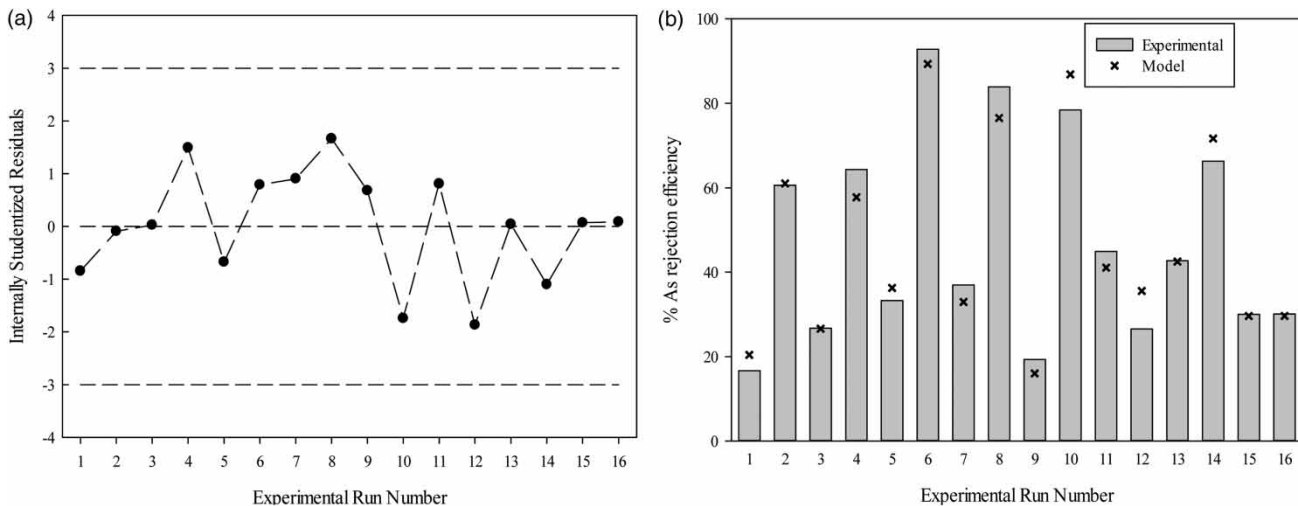 (a)
4
3
2
1
0
-1
-2
-3
-4
Internally Studentized Residuals
1 2 3 4 5 6 7 8 9 10 11 12 13 14 15 16
Experimental Run Number
(b)
100
80
60
40
20
0
% As rejection efficiency
Experimental
Model
1 2 3 4 5 6 7 8 9 10 11 12 13 14 15 16
Experimental Run Number